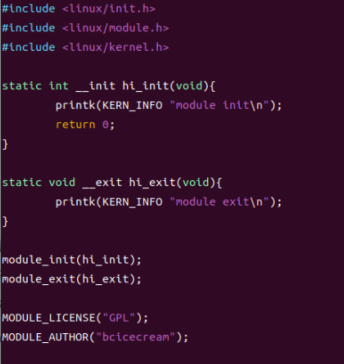 #include <linux/init.h>
#include <linux/module.h>
#include <linux/kernel.h>
static int __init hi_init(void){
printk(KERN_INFO "module init\n");
return 0;
}
static void __exit hi_exit(void){
printk(KERN_INFO "module exit\n");
}
module_init(hi_init);
module_exit(hi_exit);
MODULE_LICENSE("GPL");
MODULE_AUTHOR("bcicecream");